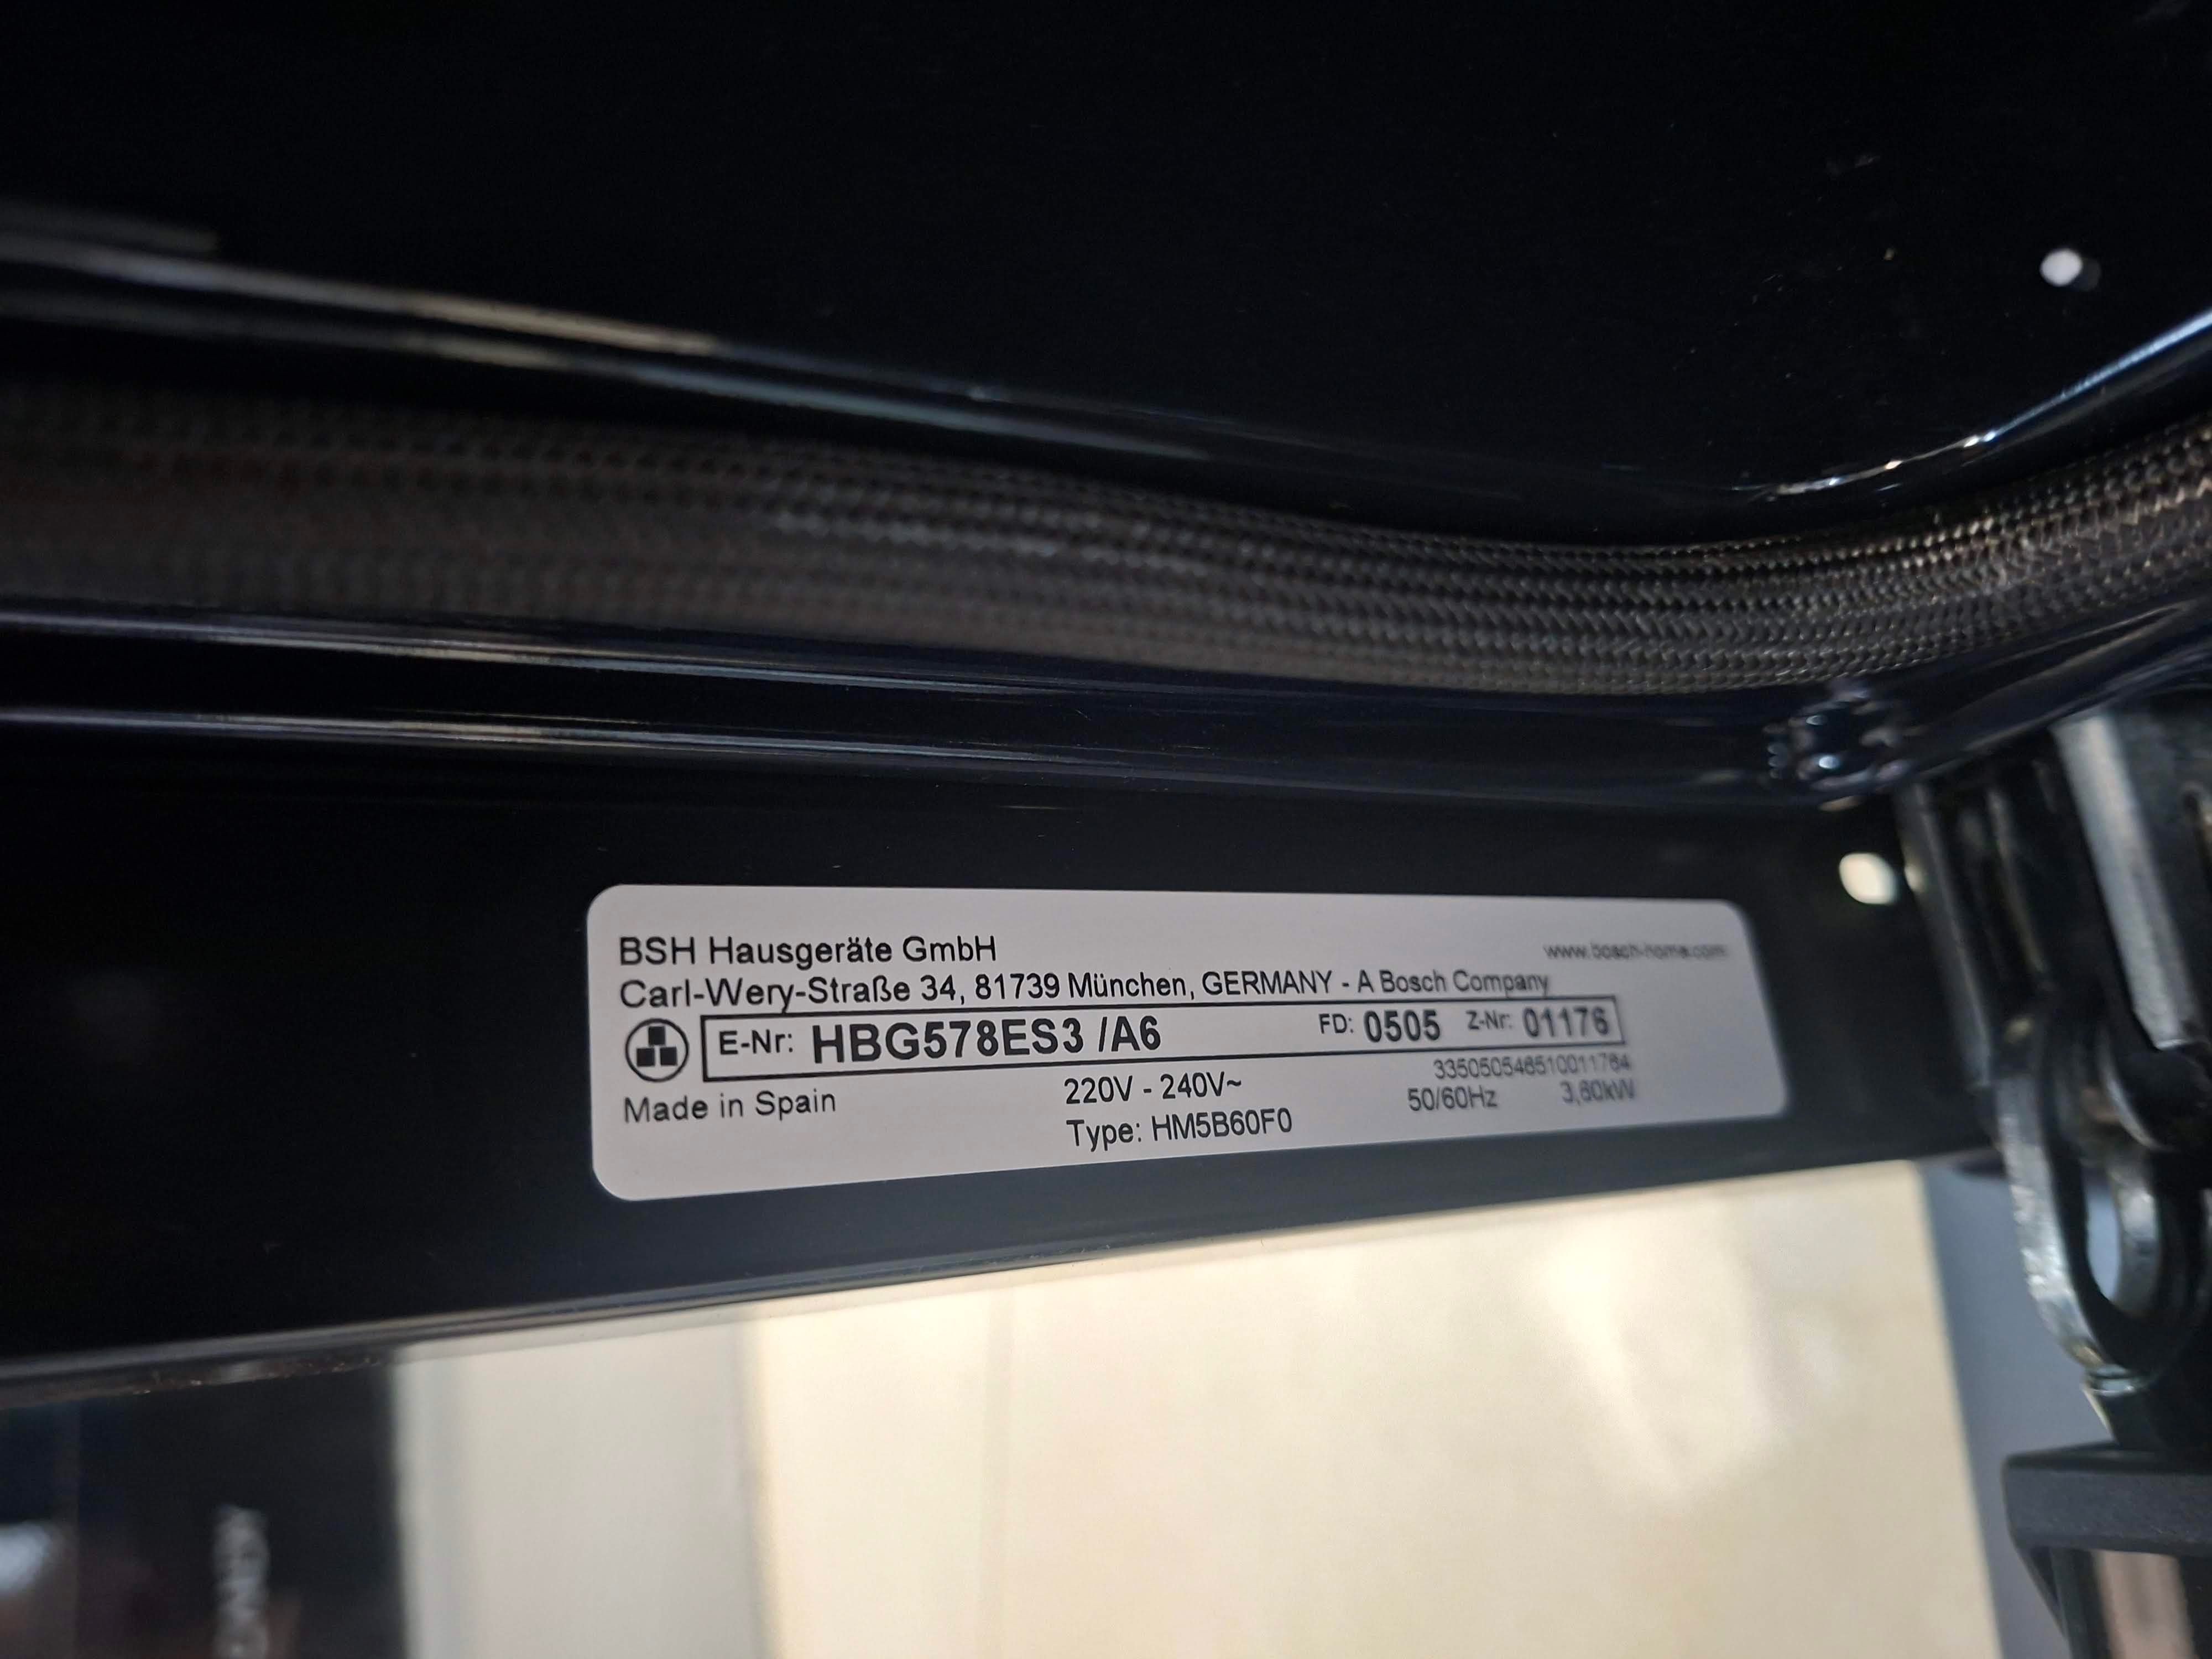 BSH Hausgeräte GmbH
www.bosch-home.com
Carl-Wery-Straße 34, 81739 München, GERMANY - A Bosch Company
E-Nr: HBG578ES3 /A6 FD: 0505 Z-Nr: 01176
335050546510011764
Made in Spain 220V - 240V~ 50/60Hz 3,60kW
Type: HM5B60F0